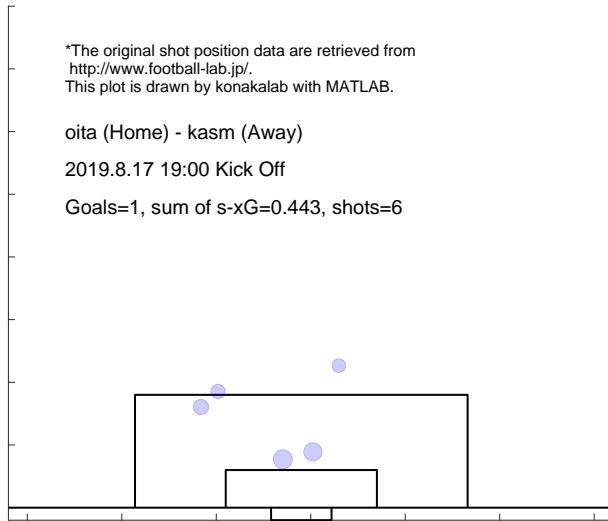 *The original shot position data are retrieved from
http://www.football-lab.jp/.
This plot is drawn by konakalab with MATLAB.
oita (Home) - kasm (Away)
2019.8.17 19:00 Kick Off
Goals=1, sum of s-xG=0.443, shots=6